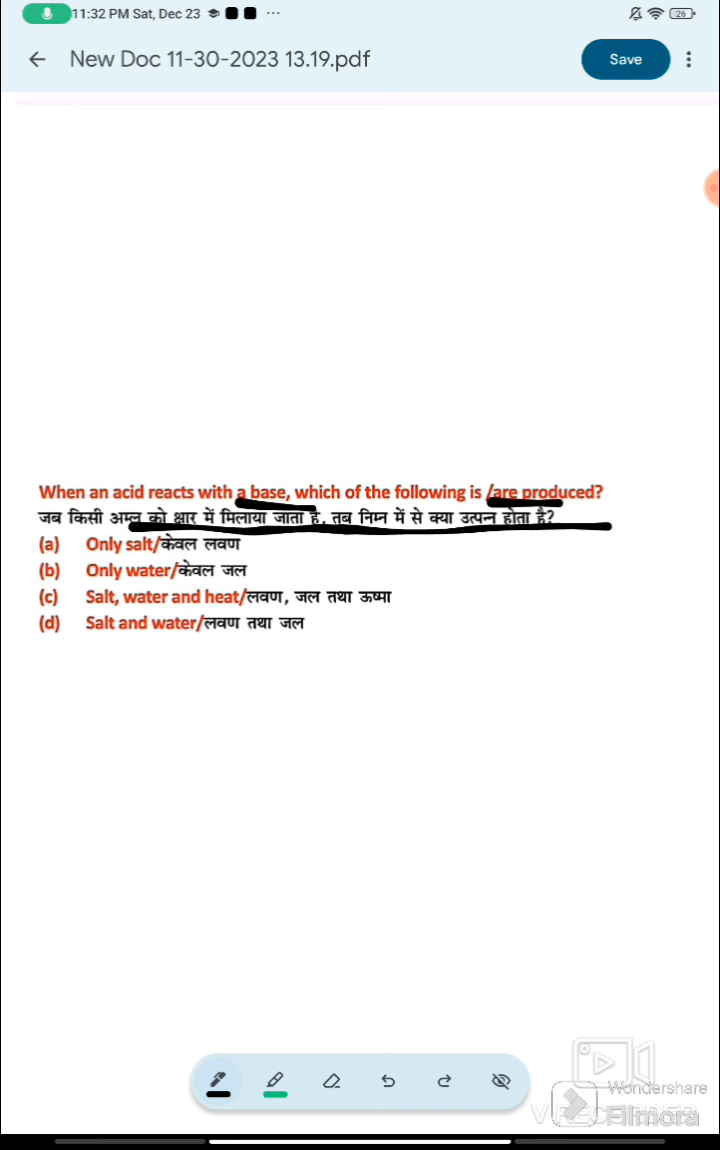 11:32 PM Sat, Dec 23 ...
26
New Doc 11-30-2023 13.19.pdf
Save
When an acid reacts with a base, which of the following is /are produced?
जब किसी अम्ल को क्षार में मिलाया जाता है, तब निम्न में से क्या उत्पन्न होता है?
(a) Only salt/केवल लवण
(b) Only water/केवल जल
(c) Salt, water and heat/लवण, जल तथा ऊष्मा
(d) Salt and water/लवण तथा जल
Wondershare
Filmora